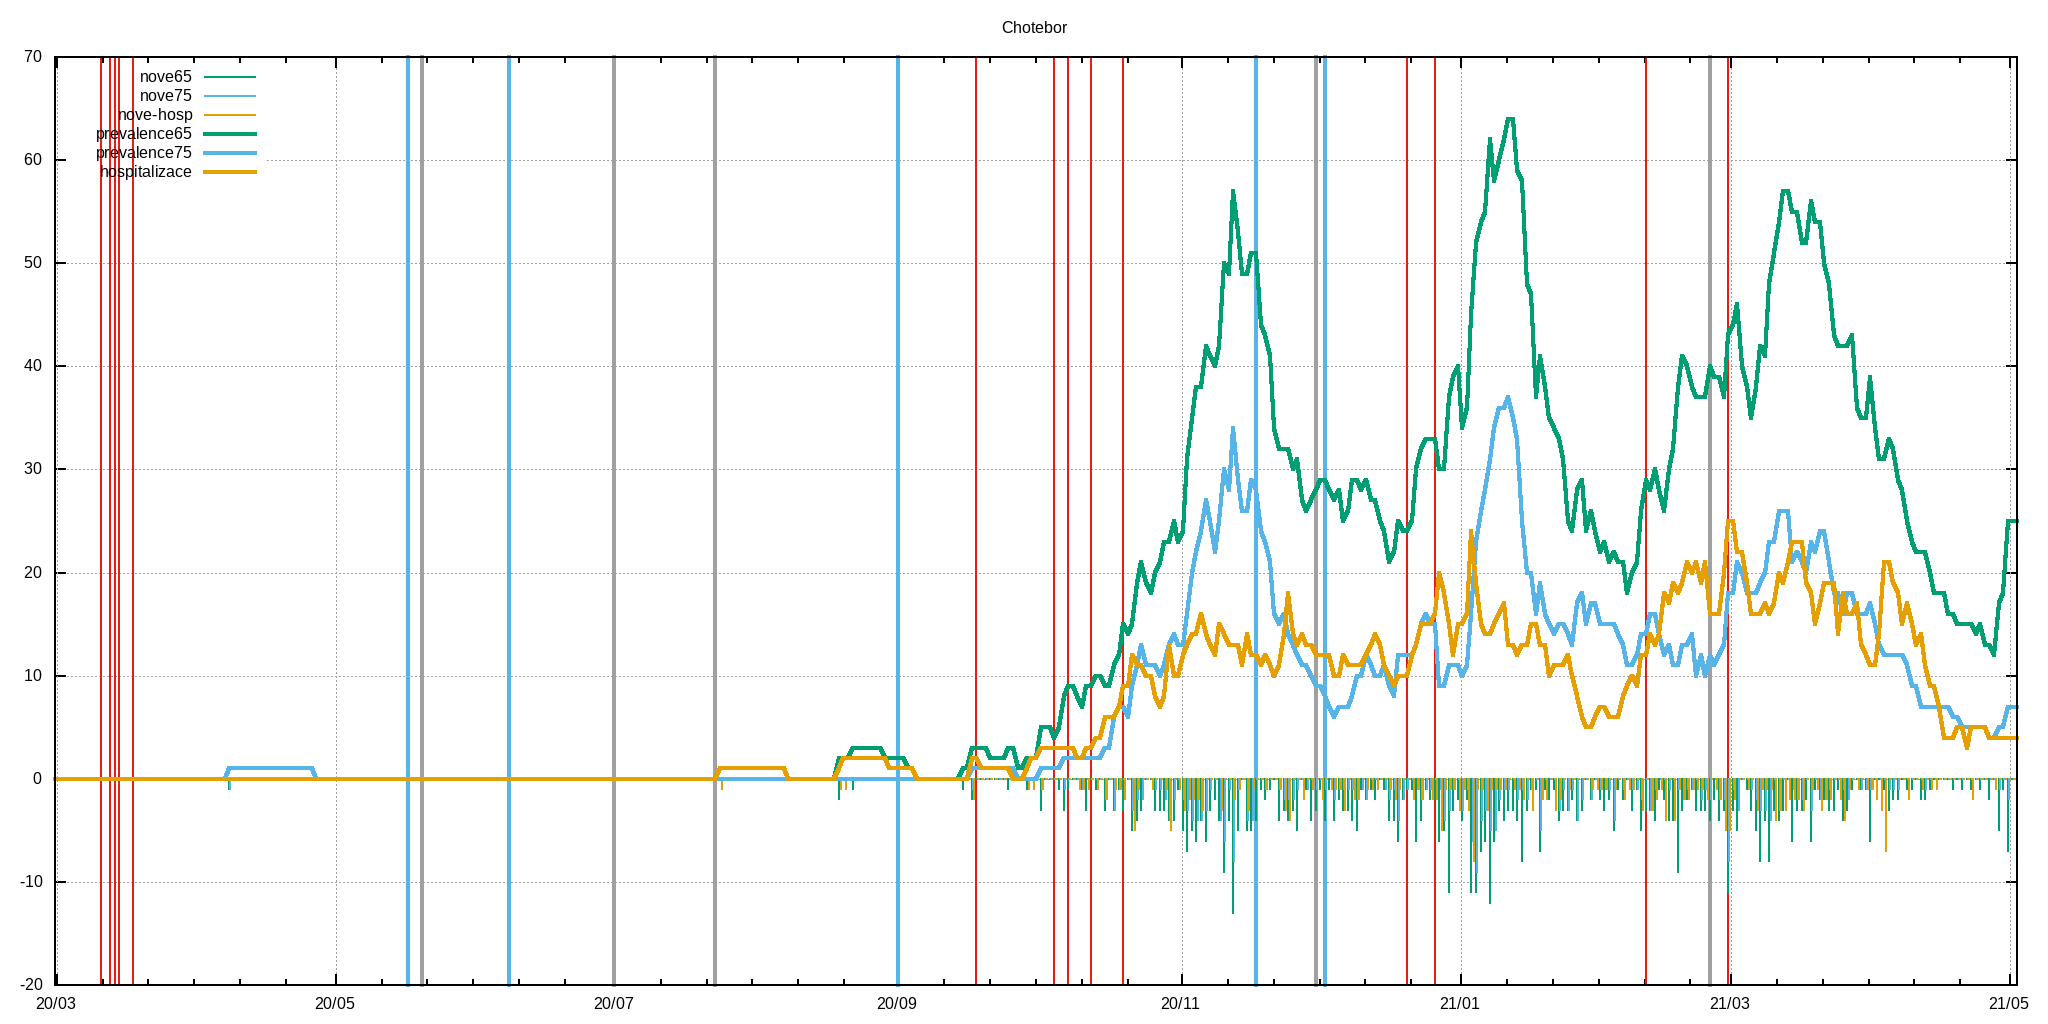 Chotebor
70
nove65
nove75
nove-hosp
prevalence65
60
prevalence75
hospitalizace
50
40
30
20
10
0
-10
-20
20/03 20/05 20/07 20/09 20/11 21/01 21/03 21/05